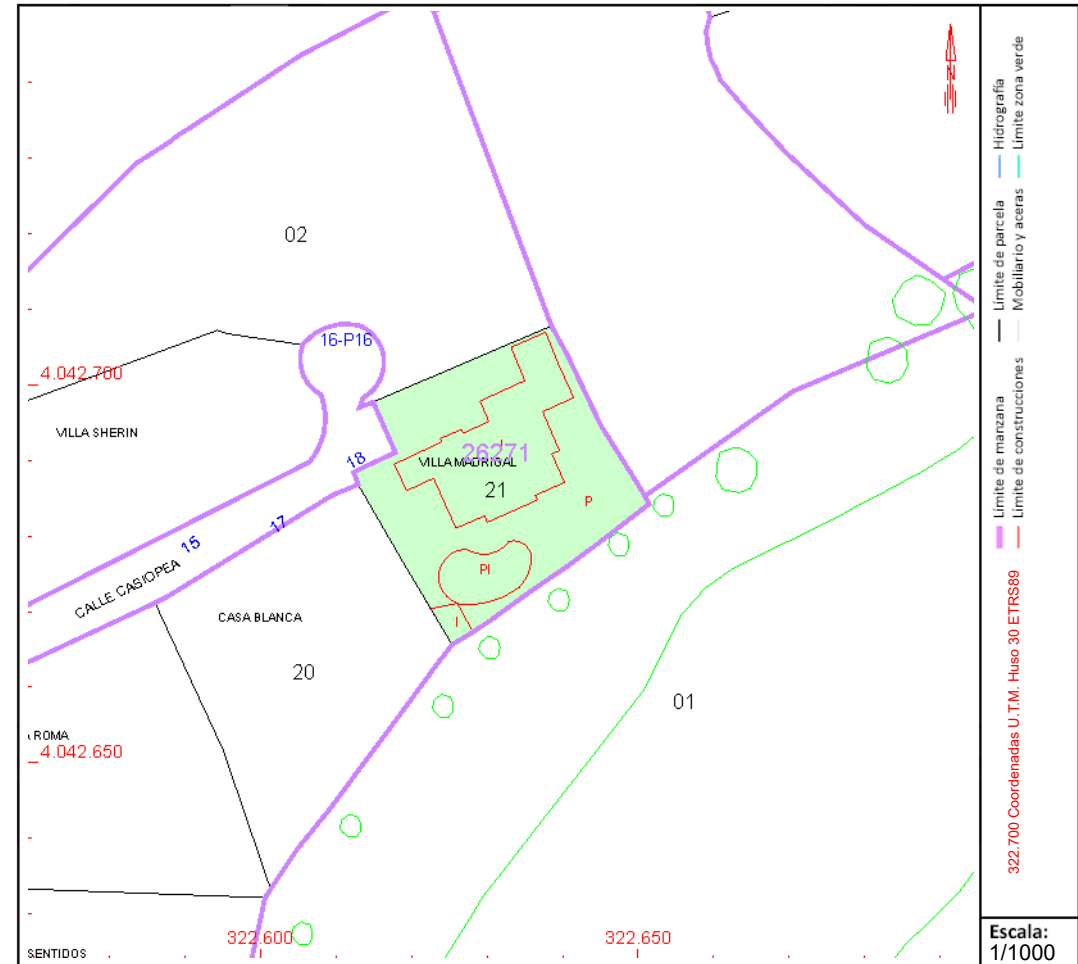 02
16-P16
4.042.700
VILLA SHERIN
18
26271
VILLA MADRIGAL
I
21
P
17
15
PI
CALLE CASIOPEA
CASA BLANCA
I
20
01
ROMA
4.042.650
322.600
322.650
SENTIDOS
N
Hidrografía
Límite zona verde
Límite de parcela
Mobiliario y aceras
Límite de manzana
Límite de construcciones
322.700 Coordenadas U.T.M. Huso 30 ETRS89
Escala:
1/1000